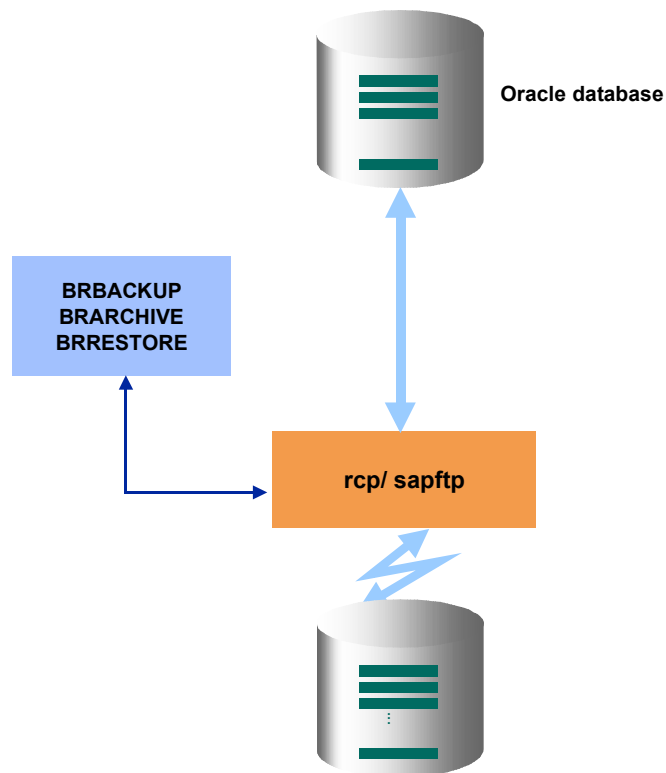 Oracle database
BRBACKUP
BRARCHIVE
BRRESTORE
rcp/ sapftp